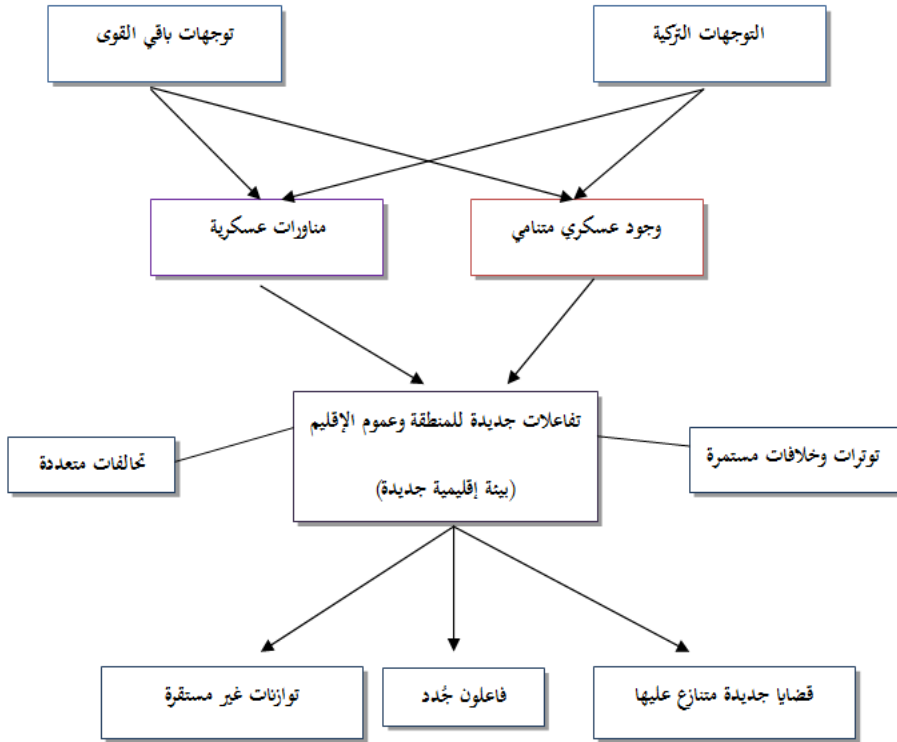 التوجهات التركية
توجهات باقي القوى
وجود عسكري متنامي
مناورات عسكرية
تفاعلات جديدة للمنطقة وعموم الإقليم
(بيئة إقليمية جديدة)
توترات وخلافات مستمرة
تحالفات متعددة
قضايا جديدة متنازع عليها
فاعلون جُدد
توازنات غير مستقرة